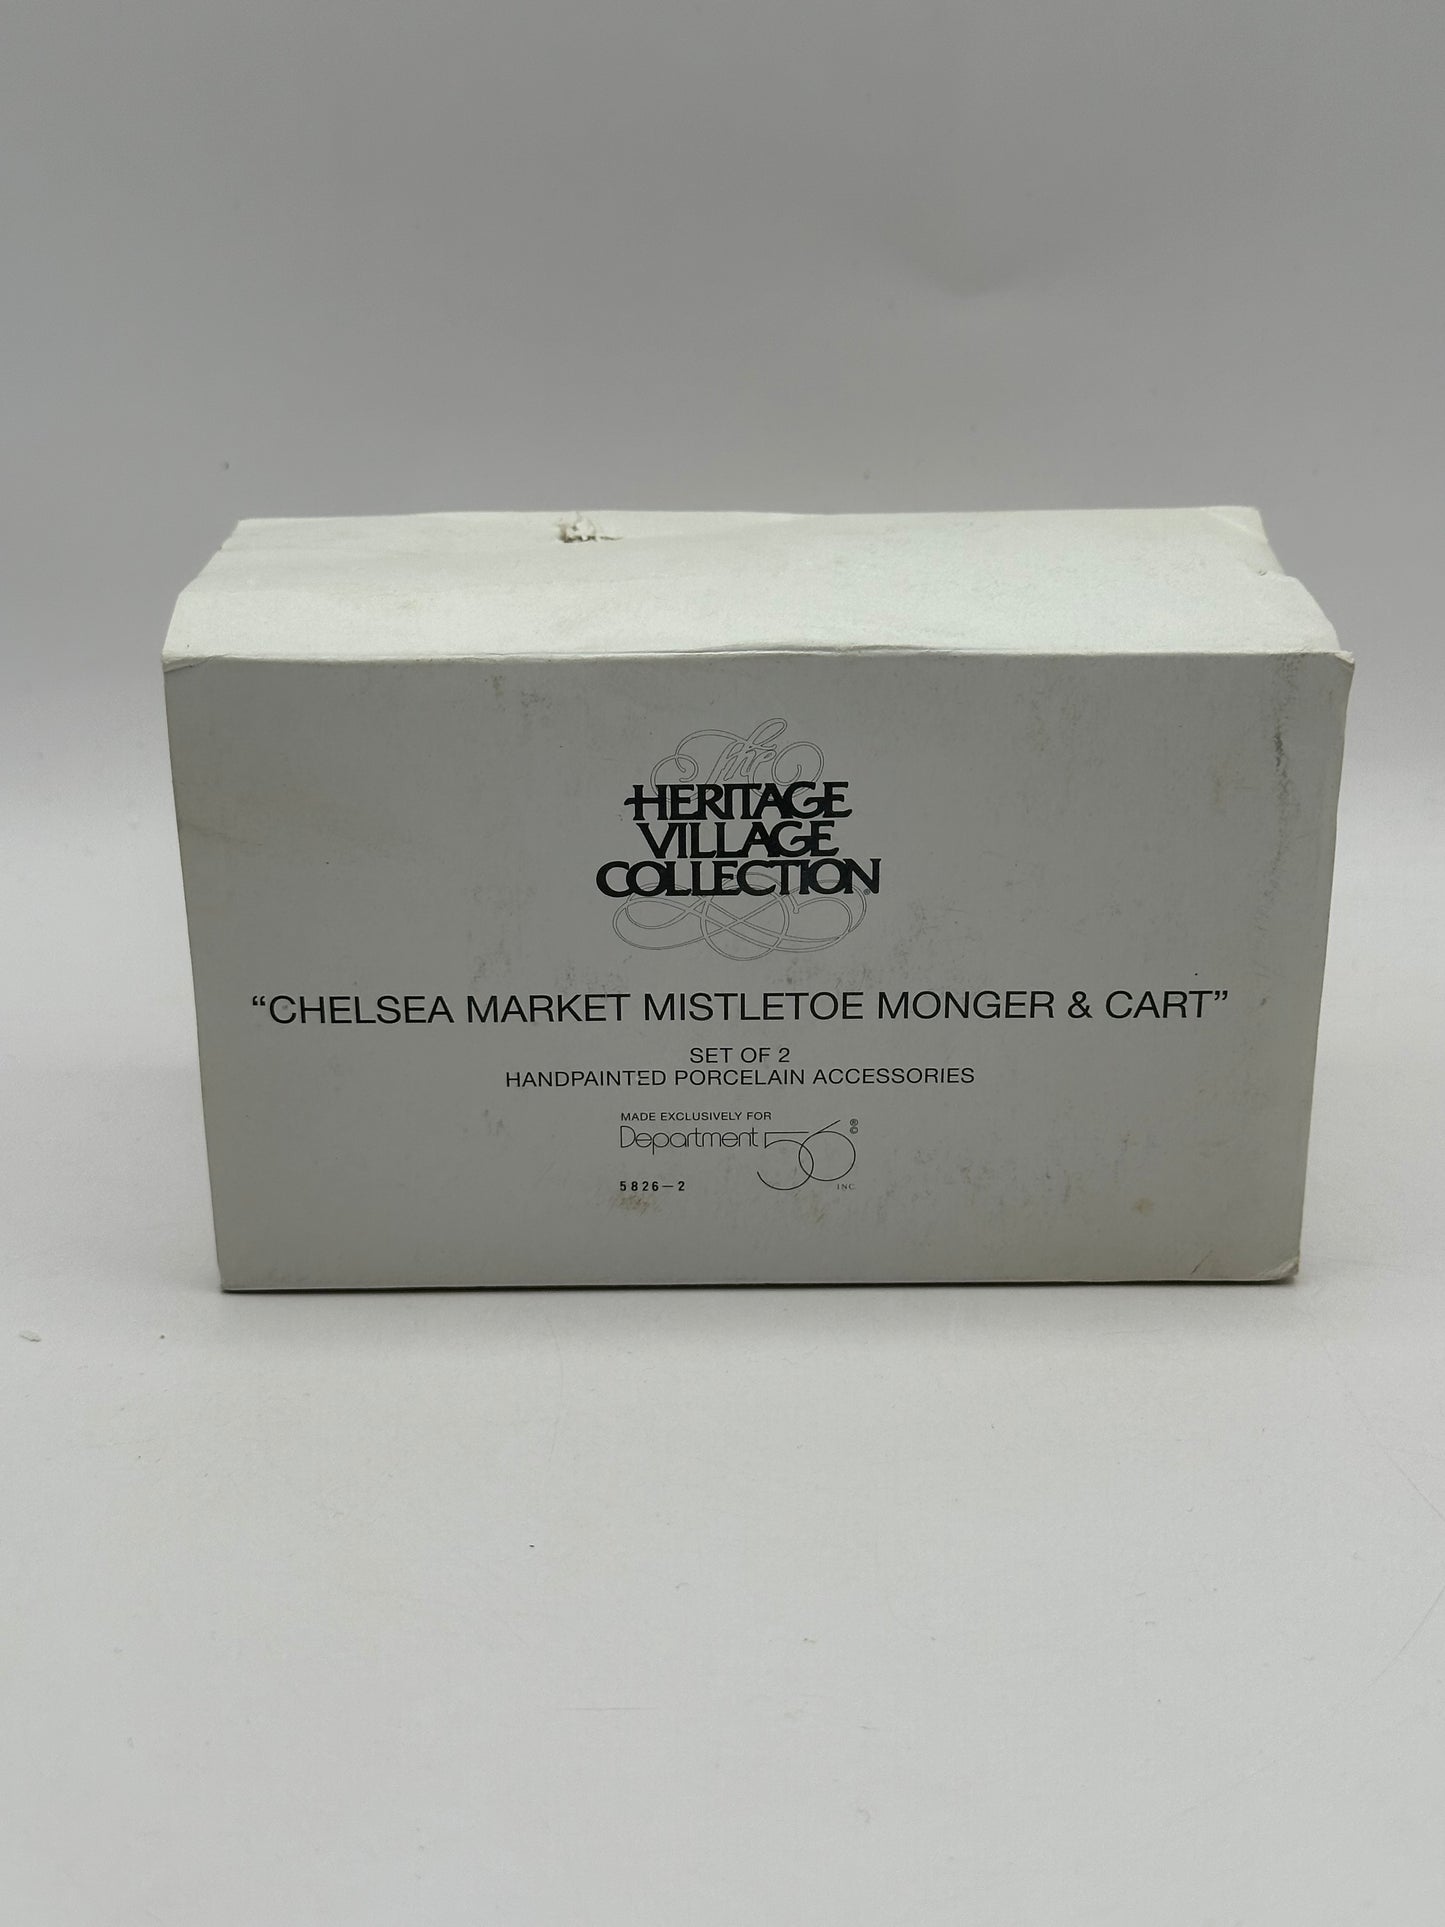 The
HERITAGE
VILLAGE
COLLECTION®
“CHELSEA MARKET MISTLETOE MONGER & CART”
SET OF 2
HANDPAINTED PORCELAIN ACCESSORIES
MADE EXCLUSIVELY FOR
Department 56 ®©
5826–2 INC.